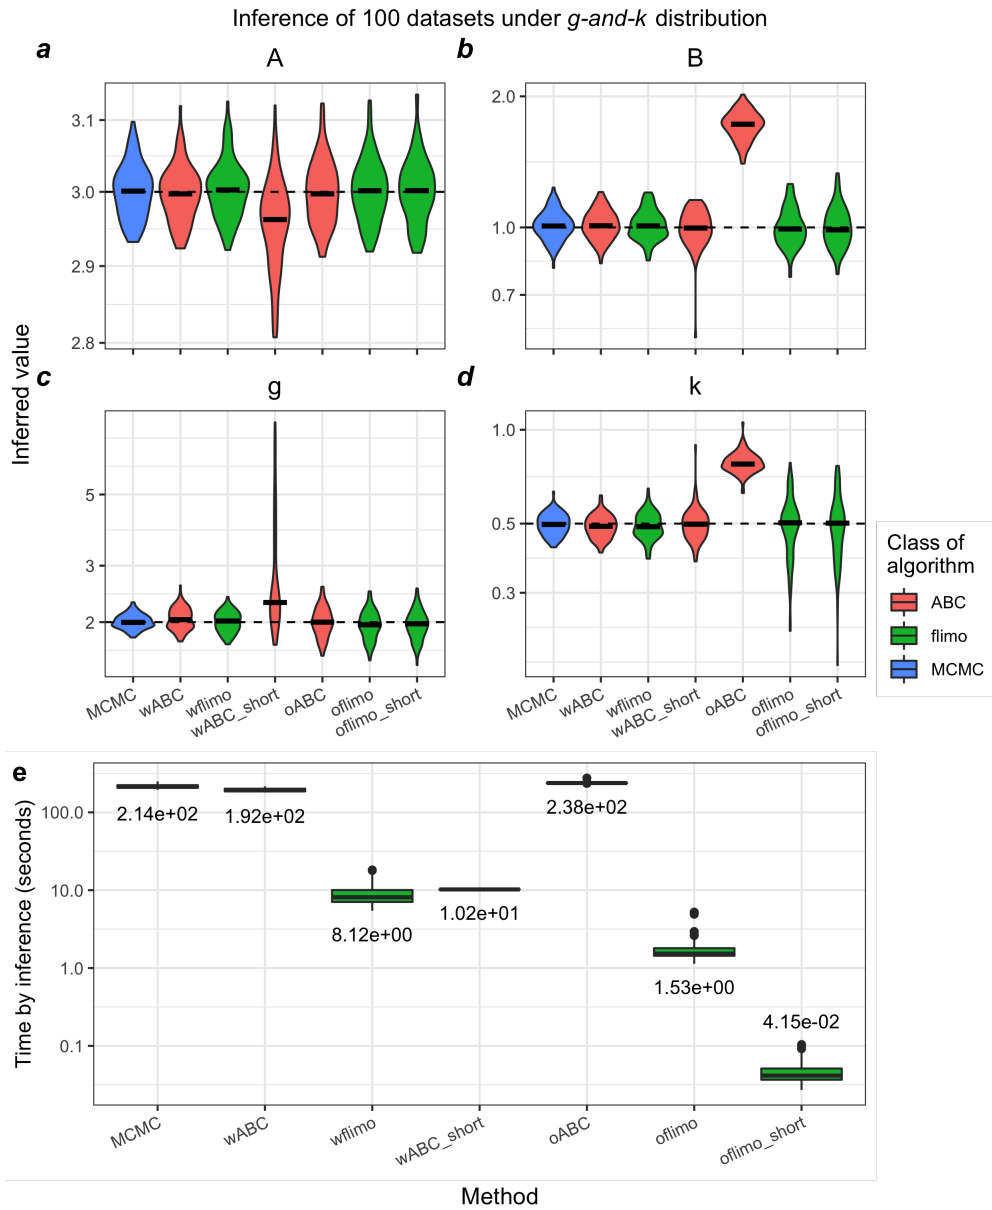 Inference of 100 datasets under g-and-k distribution
a
A
3.1
3.0
2.9
2.8
b
B
2.0
1.0
0.7
Inferred value
c
g
5
3
2
MCMC
wABC
wflimo
wABC_short
oABC
oflimo
oflimo_short
d
k
1.0
0.5
0.3
MCMC
wABC
wflimo
wABC_short
oABC
oflimo
oflimo_short
Class of
algorithm
ABC
flimo
MCMC
e
Time by inference (seconds)
100.0
10.0
1.0
0.1
2.14e+02
1.92e+02
8.12e+00
1.02e+01
2.38e+02
1.53e+00
4.15e-02
MCMC
wABC
wflimo
wABC_short
oABC
oflimo
oflimo_short
Method